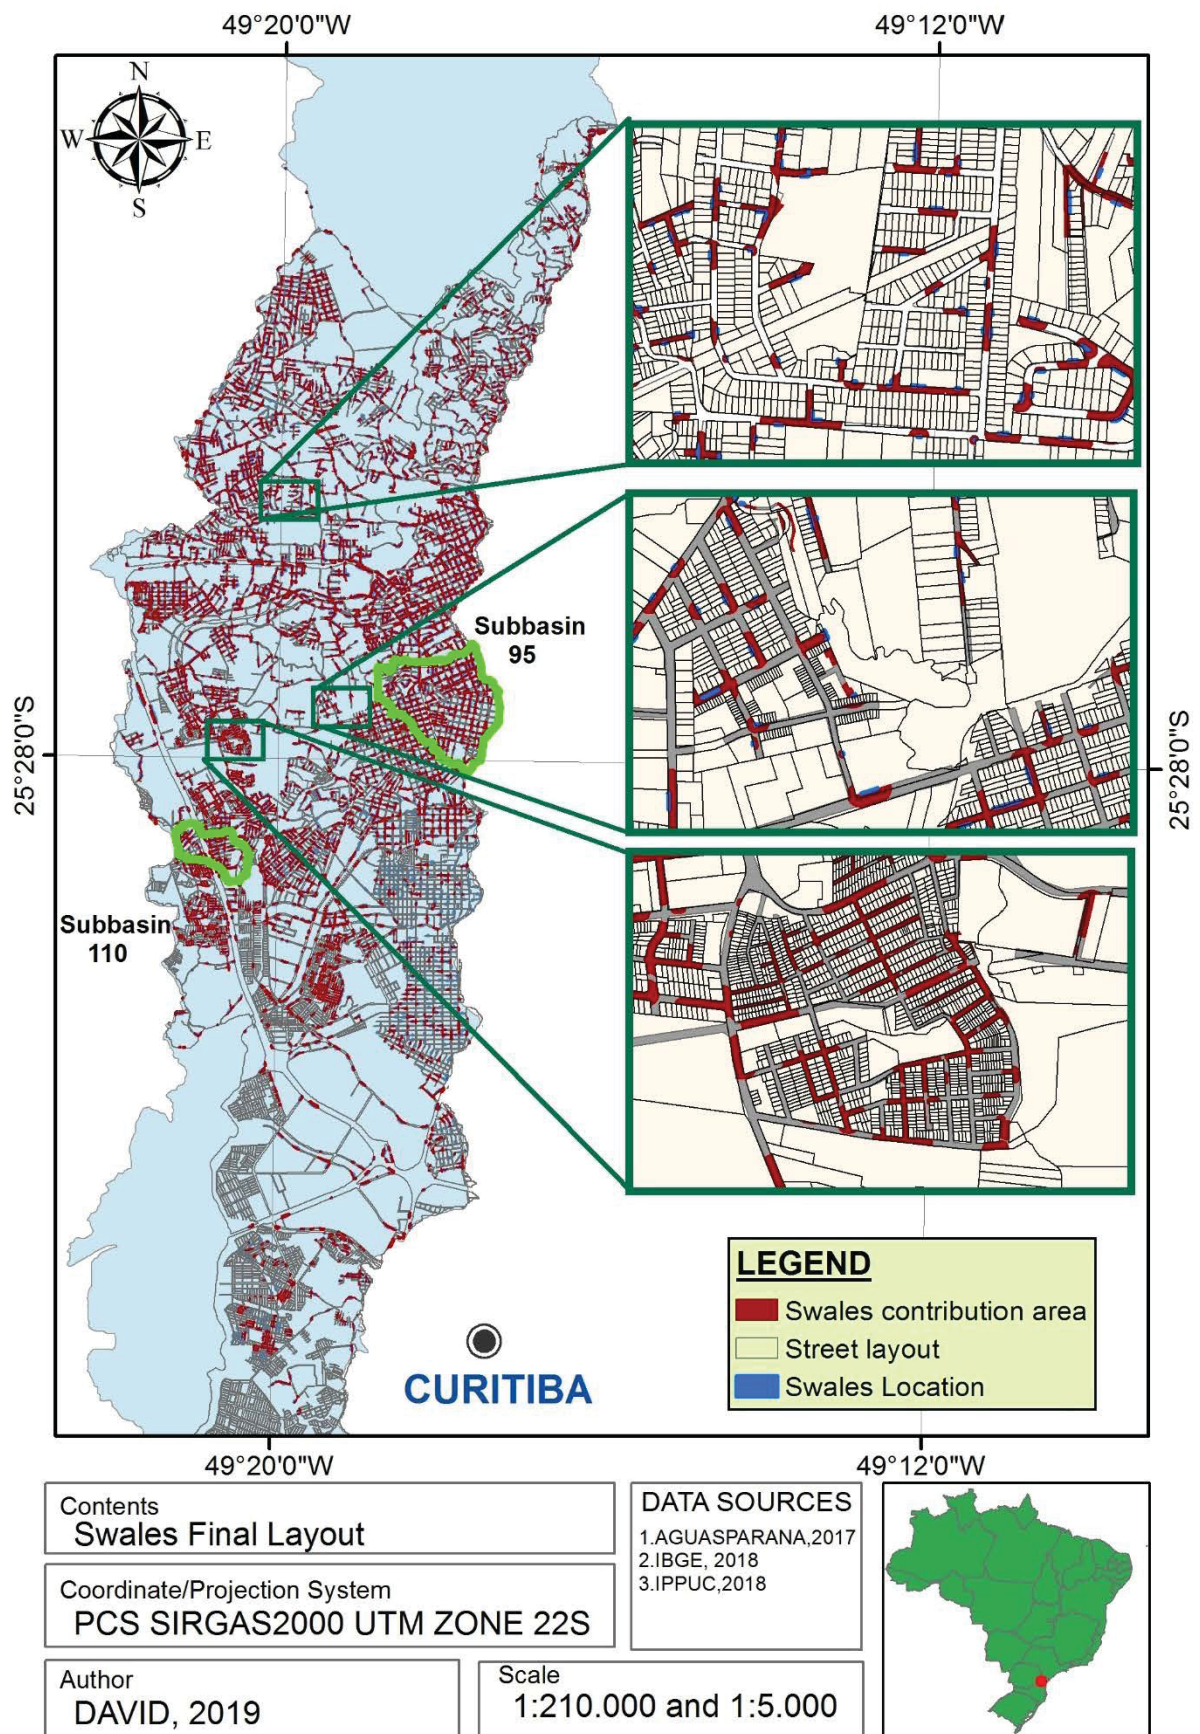 49°20'0"W
49°12'0"W
N
W
E
S
Subbasin
95
25°28'0"S
25°28'0"S
Subbasin
110
LEGEND
Swales contribution area
Street layout
Swales Location
CURITIBA
49°20'0"W
49°12'0"W
Contents
Swales Final Layout
Coordinate/Projection System
PCS SIRGAS2000 UTM ZONE 22S
Author
DAVID, 2019
Scale
1:210.000 and 1:5.000
DATA SOURCES
1.AGUASPARANA,2017
2.IBGE, 2018
3.IPPUC,2018